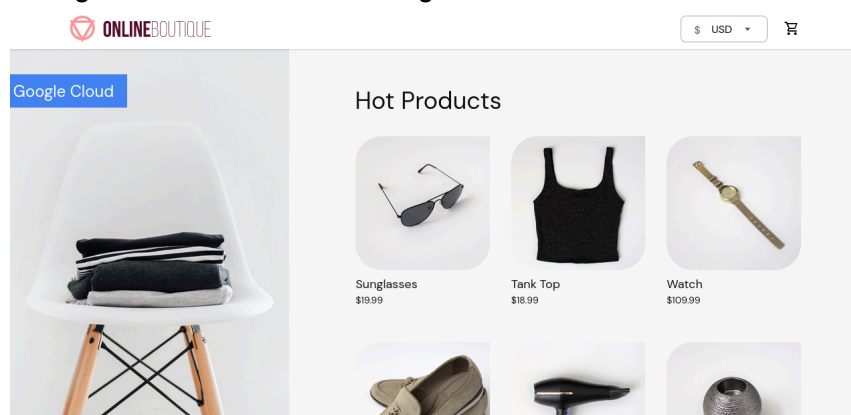 ONLINEBOUTIQUE
$ USD
Google Cloud
Hot Products
Sunglasses
$19.99
Tank Top
$18.99
Watch
$109.99